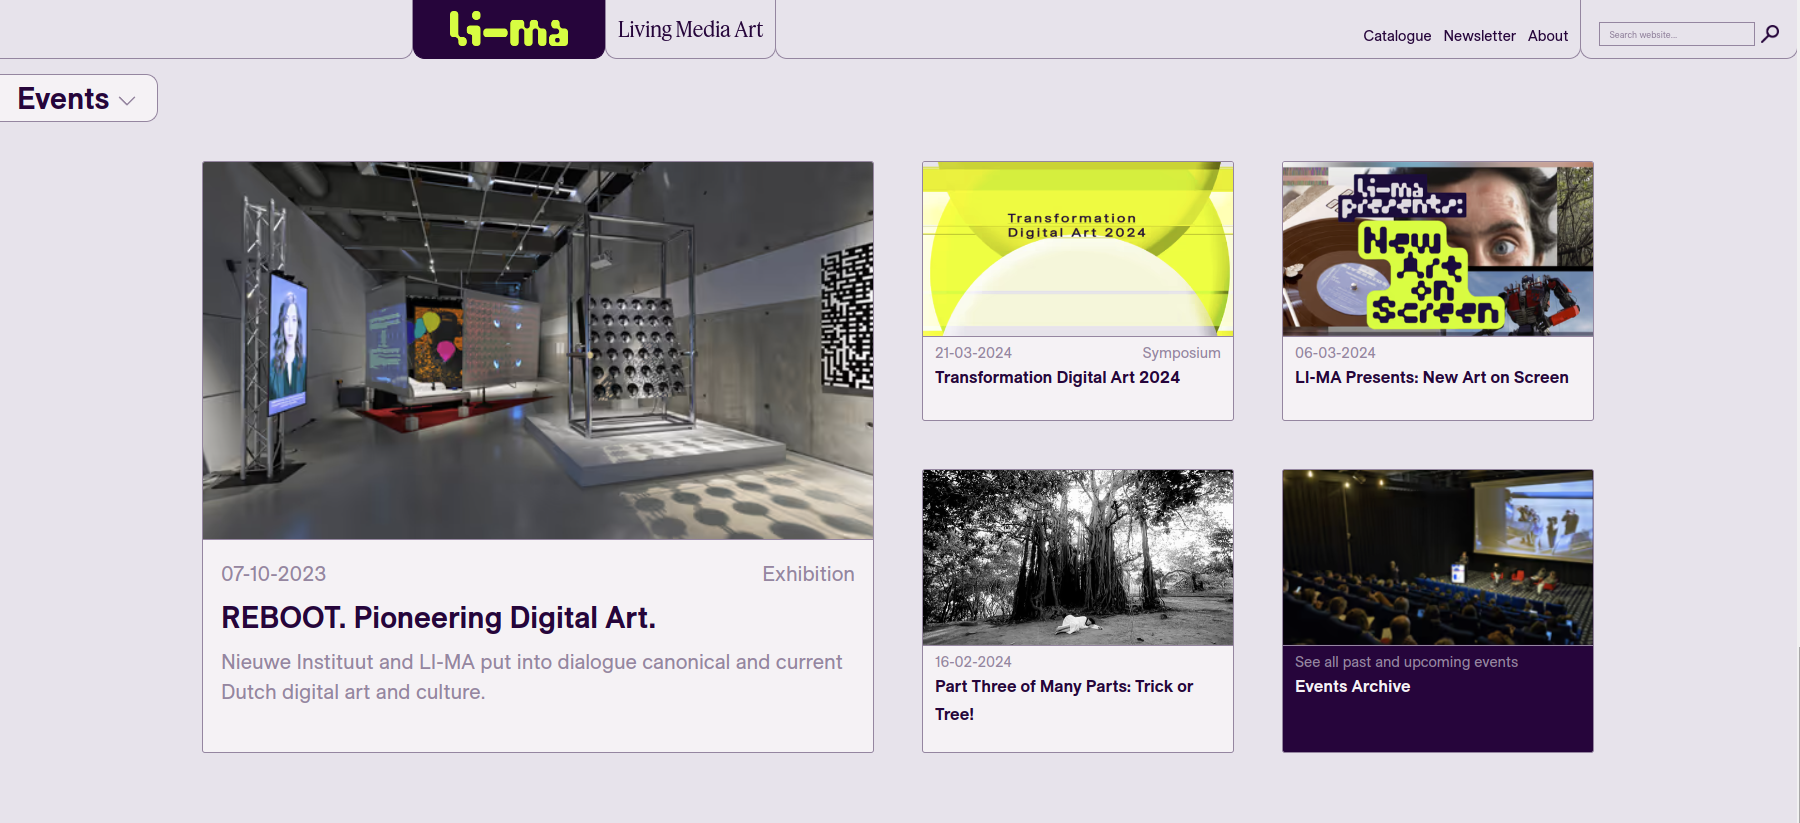 li-ma
Living Media Art
Catalogue Newsletter About
Search website...
Events
07-10-2023 Exhibition
REBOOT. Pioneering Digital Art.
Nieuwe Instituut and LI-MA put into dialogue canonical and current
Dutch digital art and culture.
Transformation
Digital Art 2024
21-03-2024 Symposium
Transformation Digital Art 2024
li-ma
presents:
New
Art
on
Screen
06-03-2024
LI-MA Presents: New Art on Screen
16-02-2024
Part Three of Many Parts: Trick or
Tree!
See all past and upcoming events
Events Archive